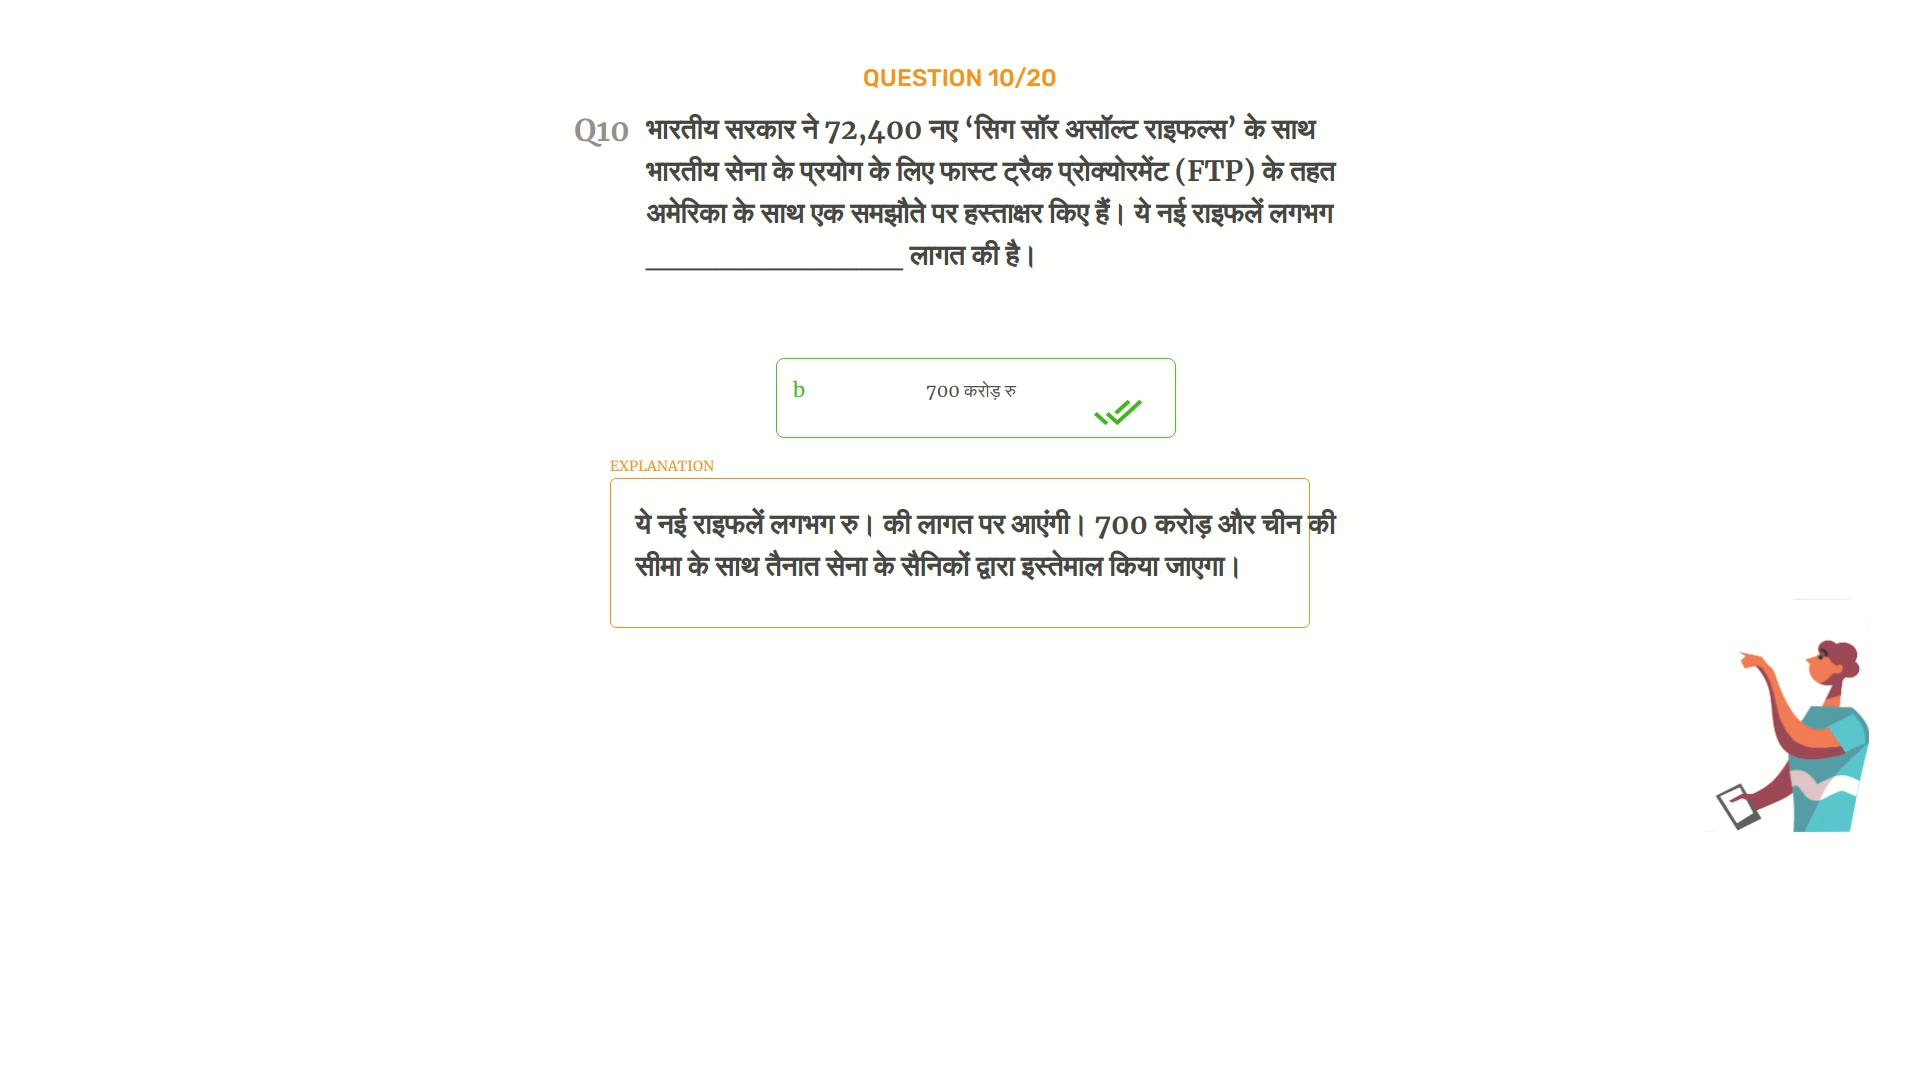 QUESTION 10/20
Q10 भारतीय सरकार ने 72,400 नए ‘सिग सॉर असॉल्ट राइफल्स’ के साथ
भारतीय सेना के प्रयोग के लिए फास्ट ट्रैक प्रोक्योरमेंट (FTP) के तहत
अमेरिका के साथ एक समझौते पर हस्ताक्षर किए हैं। ये नई राइफलें लगभग
________________ लागत की है।
b 700 करोड़ रु
EXPLANATION
ये नई राइफलें लगभग रु। की लागत पर आएंगी। 700 करोड़ और चीन की
सीमा के साथ तैनात सेना के सैनिकों द्वारा इस्तेमाल किया जाएगा।